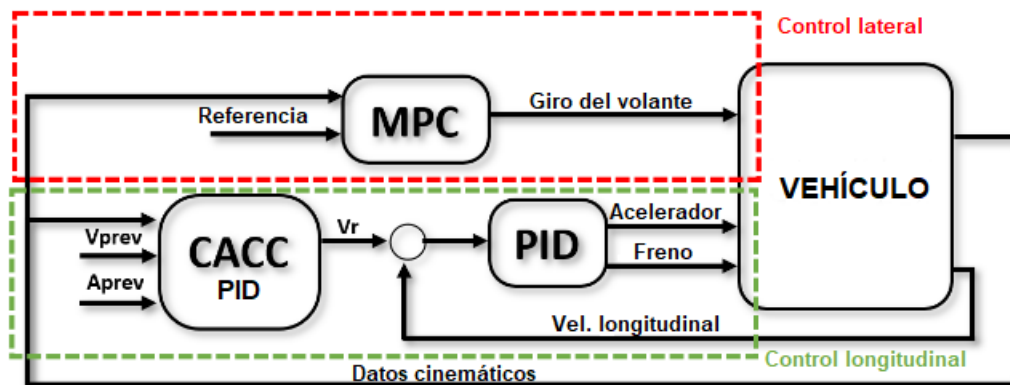 Control lateral
Giro del volante
Referencia
MPC
VEHÍCULO
Acelerador
Vprev
Vr
CACC
PID
PID
Freno
Aprev
Vel. longitudinal
Control longitudinal
Datos cinemáticos